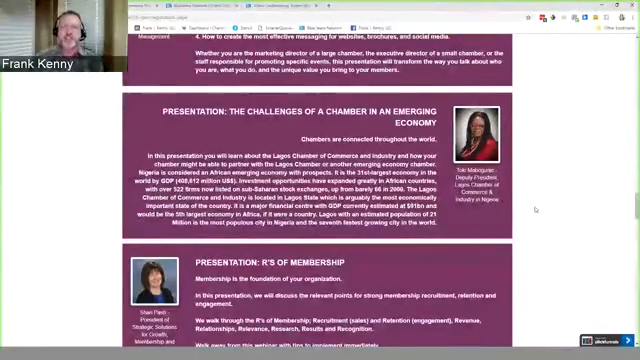 Frank Kenny
Management
4. How to create the most effective messaging for websites, brochures, and social media.
Whether you are the marketing director of a large chamber, the executive director of a small chamber, or the
staff responsible for promoting specific events, this presentation will transform the way you talk about who
you are, what you do, and the unique value you bring to your members.
PRESENTATION: THE CHALLENGES OF A CHAMBER IN AN EMERGING
ECONOMY
Chambers are connected throughout the world.
In this presentation you will learn about the Lagos Chamber of Commerce and Industry and how your
chamber might be able to partner with the Lagos Chamber or another emerging economy chamber.
Nigeria is considered an African emerging economy with prospects. It is the 31st-largest economy in the
world by GDP (408,612 million US$). Investment opportunities have expanded greatly in African countries,
with over 522 firms now listed on sub-Saharan stock exchanges, up from barely 66 in 2000. The Lagos
Chamber of Commerce and Industry is located in Lagos State which is arguably the most economically
important state of the country. It is a major financial centre with GDP currently estimated at $91bn and
would be the 5th largest economy in Africa, if it were a country. Lagos with an estimated population of 21
Million is the most populous city in Nigeria and the seventh fastest growing city in the world.
Deputy President,
Lagos Chamber of
Commerce &
Industry in Nigeria
PRESENTATION: R'S OF MEMBERSHIP
Membership is the foundation of your organization.
In this presentation, we will discuss the relevant points for strong membership recruitment, retention and
engagement.
We walk through the R's of Membership; Recruitment (sales) and Retention (engagement), Revenue,
Relationships, Relevance, Research, Results and Recognition.
Walk away from this webinar with tips to implement immediately.
President of
Strategic Solutions
for Growth,
Membership and